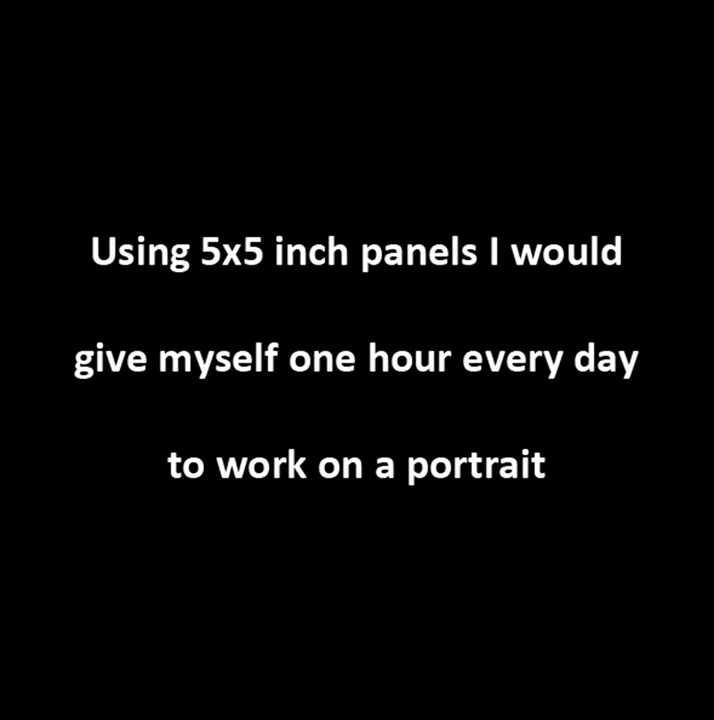 Using 5x5 inch panels I would
give myself one hour every day
to work on a portrait